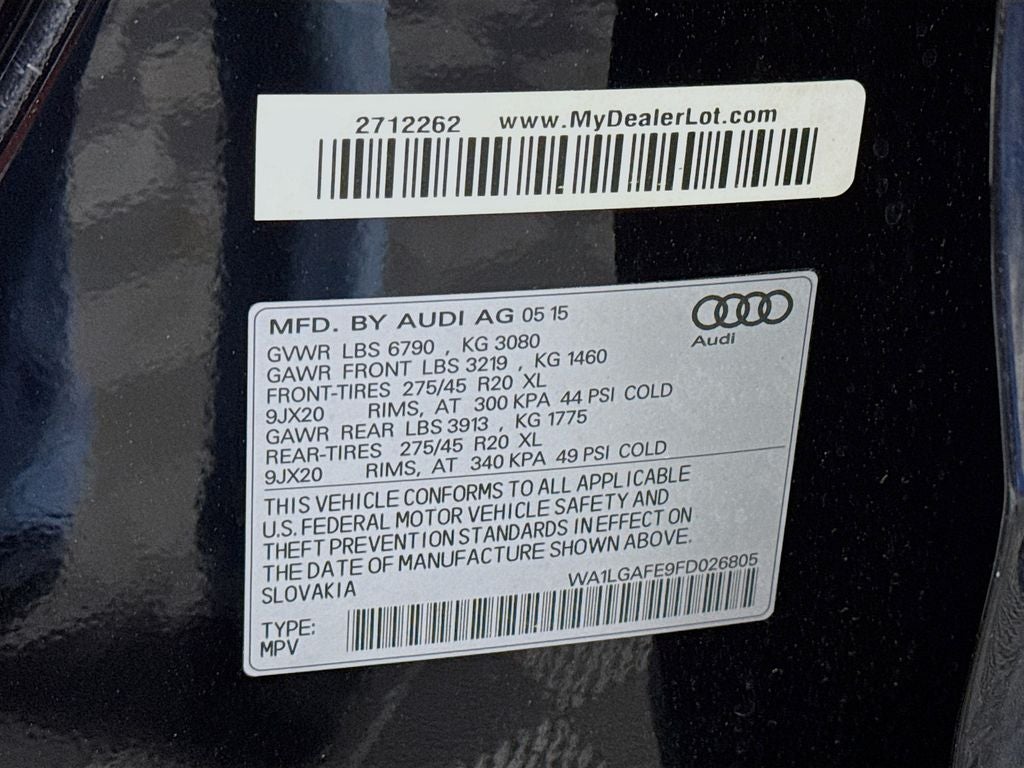 2712262 www.MyDealerLot.com
MFD. BY AUDI AG 05 15
Audi
GVWR LBS 6790 , KG 3080
GAWR FRONT LBS 3219 , KG 1460
FRONT-TIRES 275/45 R20 XL
9JX20 RIMS, AT 300 KPA 44 PSI COLD
GAWR REAR LBS 3913 , KG 1775
REAR-TIRES 275/45 R20 XL
9JX20 RIMS, AT 340 KPA 49 PSI COLD
THIS VEHICLE CONFORMS TO ALL APPLICABLE
U.S. FEDERAL MOTOR VEHICLE SAFETY AND
THEFT PREVENTION STANDARDS IN EFFECT ON
THE DATE OF MANUFACTURE SHOWN ABOVE.
SLOVAKIA WA1LGAFE9FD026805
TYPE:
MPV